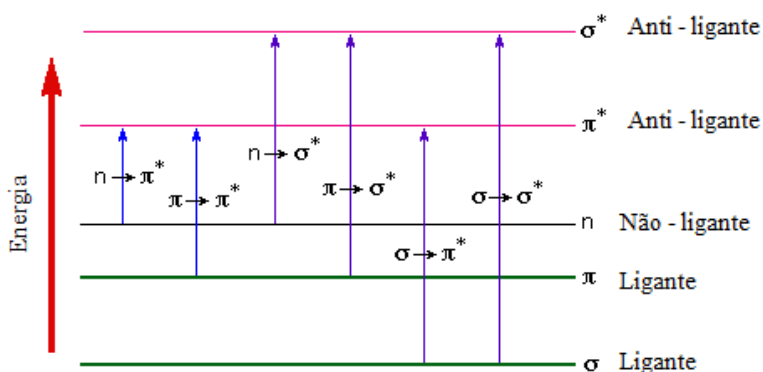 σ* Anti - ligante
π* Anti - ligante
n→σ*
n→π*
π→π*
π→σ*
σ→σ*
n Não - ligante
σ→π*
π Ligante
σ Ligante
Energia